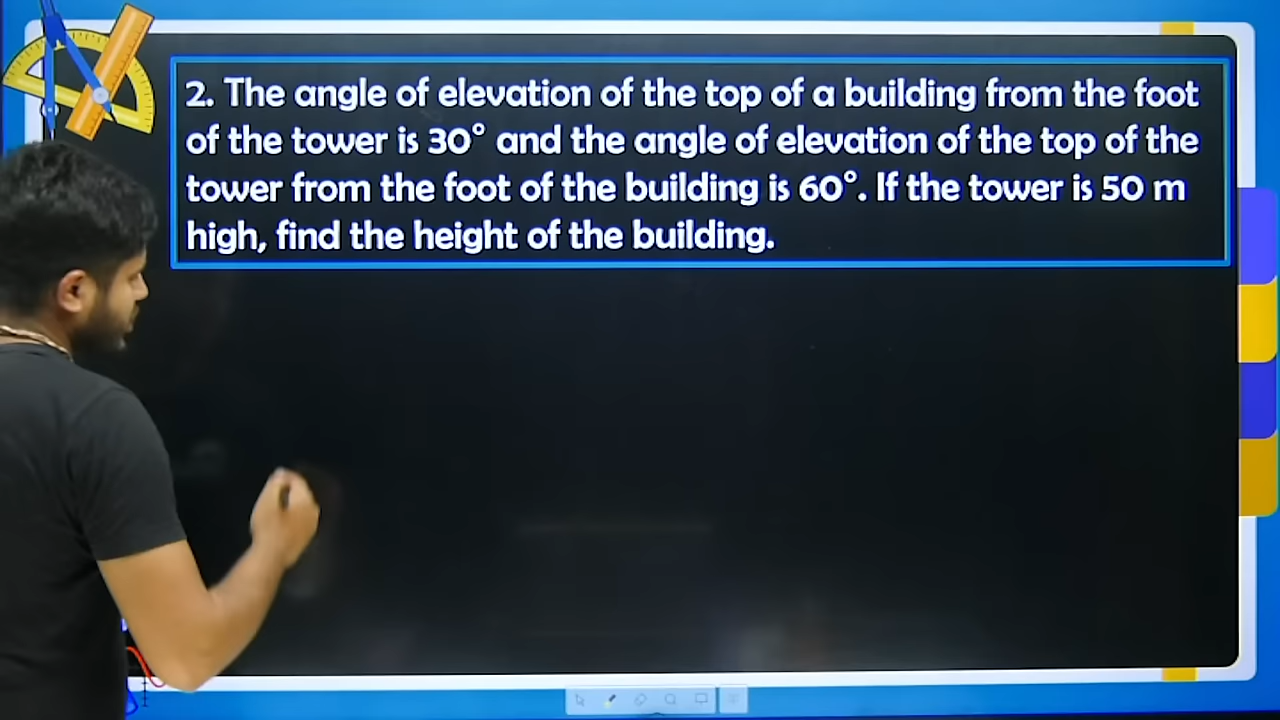 2. The angle of elevation of the top of a building from the foot
of the tower is 30° and the angle of elevation of the top of the
tower from the foot of the building is 60°. If the tower is 50 m
high, find the height of the building.